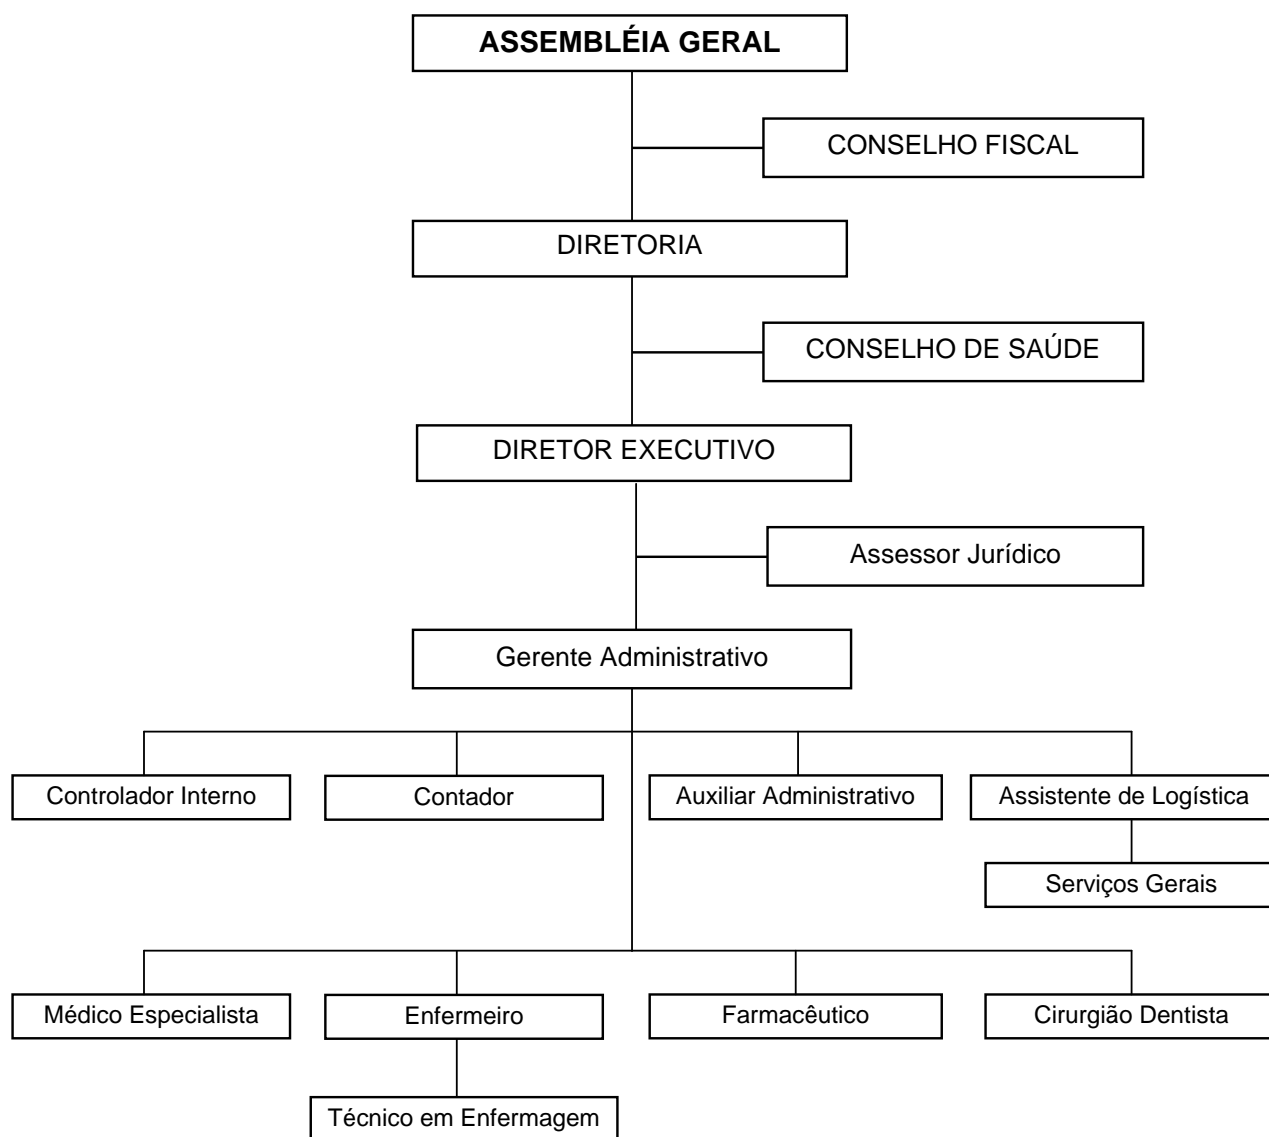 ASSEMBLÉIA GERAL
CONSELHO FISCAL
DIRETORIA
CONSELHO DE SAÚDE
DIRETOR EXECUTIVO
Assessor Jurídico
Gerente Administrativo
Controlador Interno
Contador
Auxiliar Administrativo
Assistente de Logística
Serviços Gerais
Médico Especialista
Enfermeiro
Farmacêutico
Cirurgião Dentista
Técnico em Enfermagem